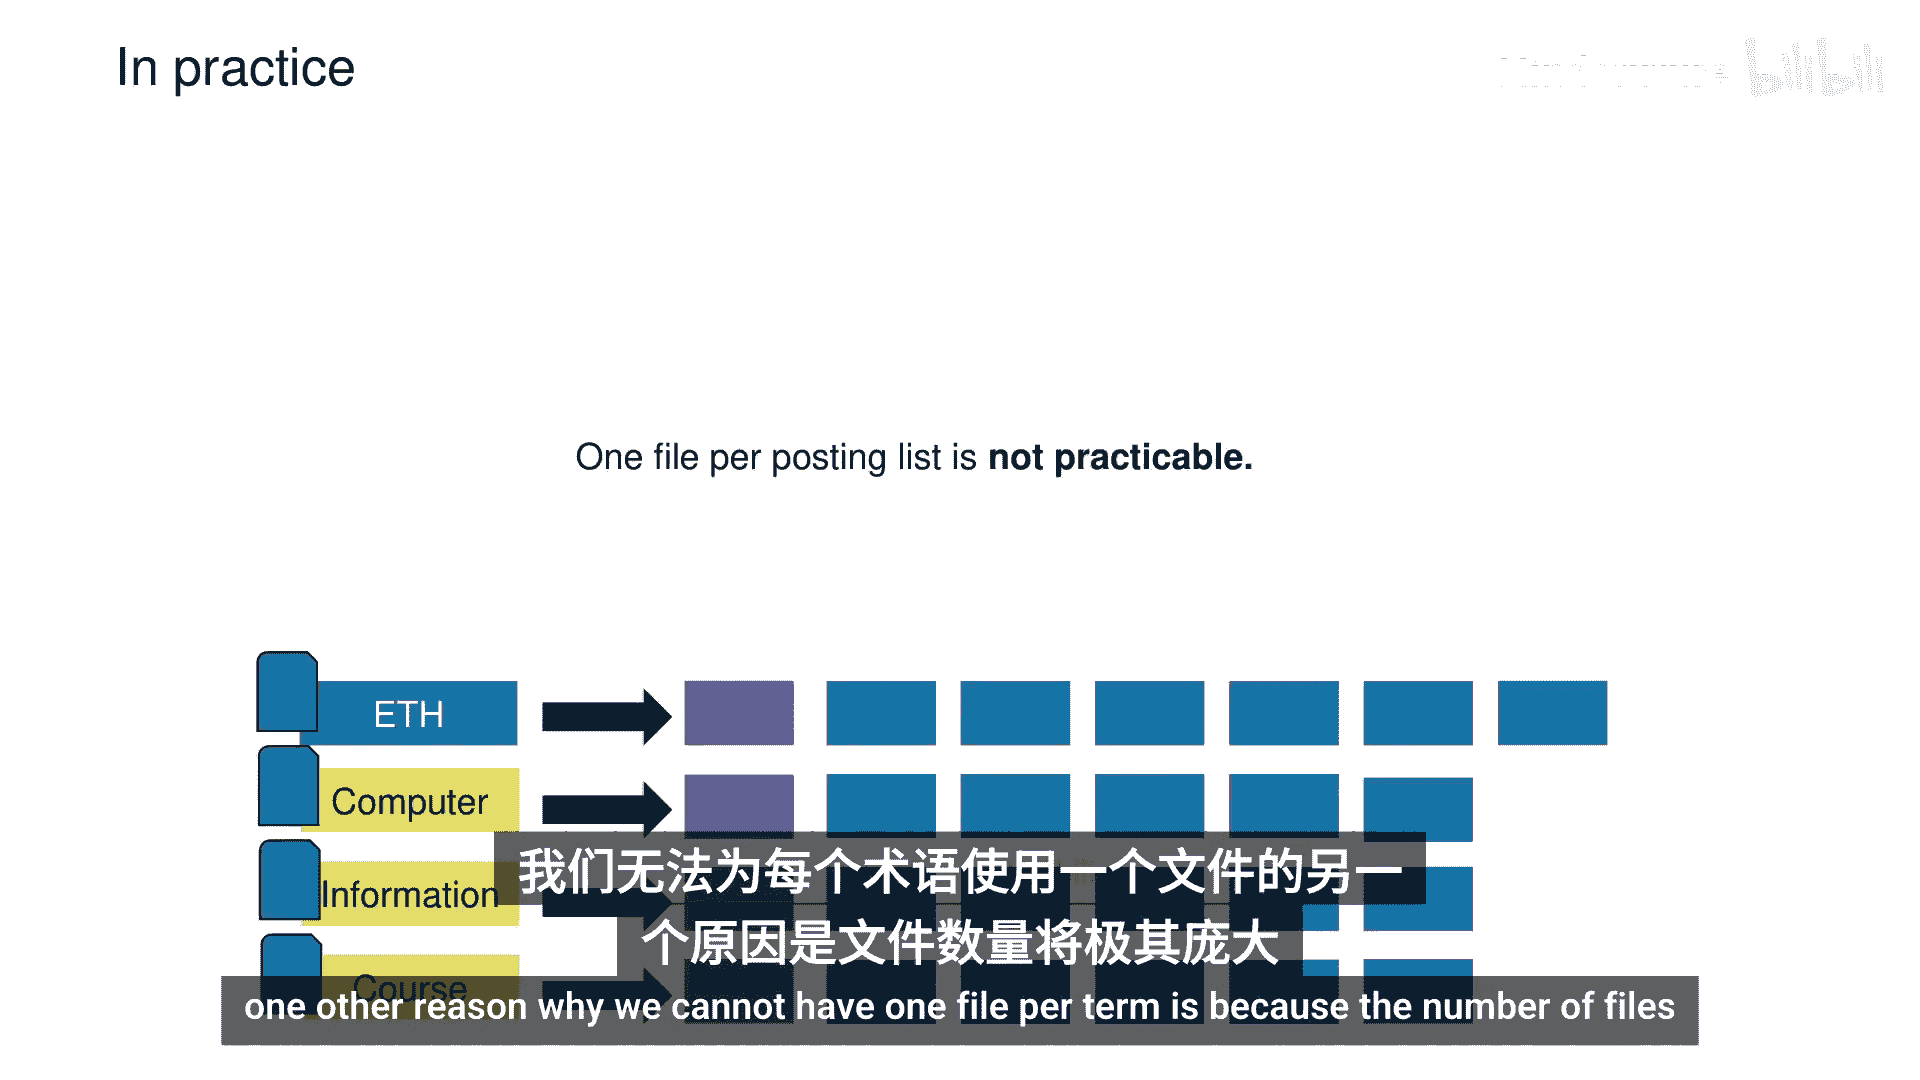 In practice
bilibili
One file per posting list is not practicable.
ETH
Computer
Information
Course
我们无法为每个术语使用一个文件的另一
个原因是文件数量将极其庞大
one other reason why we cannot have one file per term is because the number of files